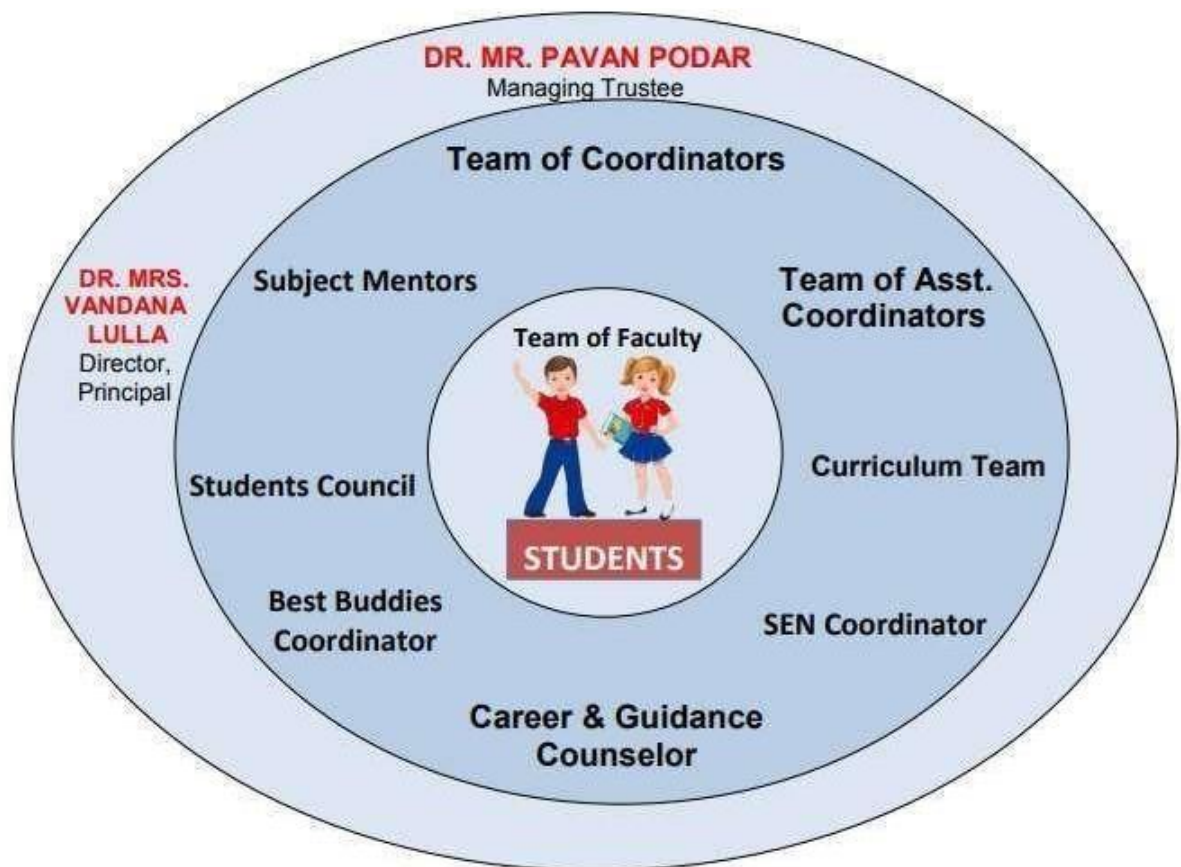 DR. MR. PAVAN PODAR
Managing Trustee
Team of Coordinators
DR. MRS.
VANDANA
LULLA
Director,
Principal
Subject Mentors
Team of Asst.
Coordinators
Team of Faculty
Students Council
Curriculum Team
STUDENTS
Best Buddies
Coordinator
SEN Coordinator
Career & Guidance
Counselor